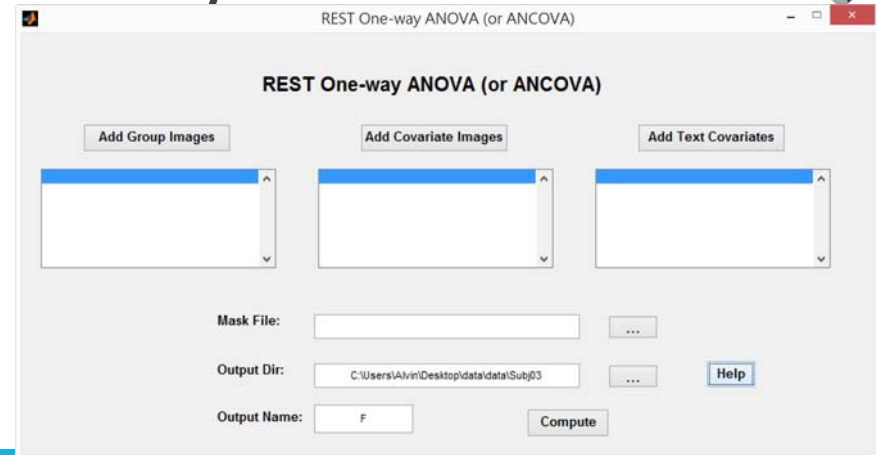 REST One-way ANOVA (or ANCOVA)
REST One-way ANOVA (or ANCOVA)
Add Group Images Add Covariate Images Add Text Covariates
Mask File: ...
Output Dir: C:\Users\Alvin\Desktop\data\data\Subj03 ... Help
Output Name: F Compute